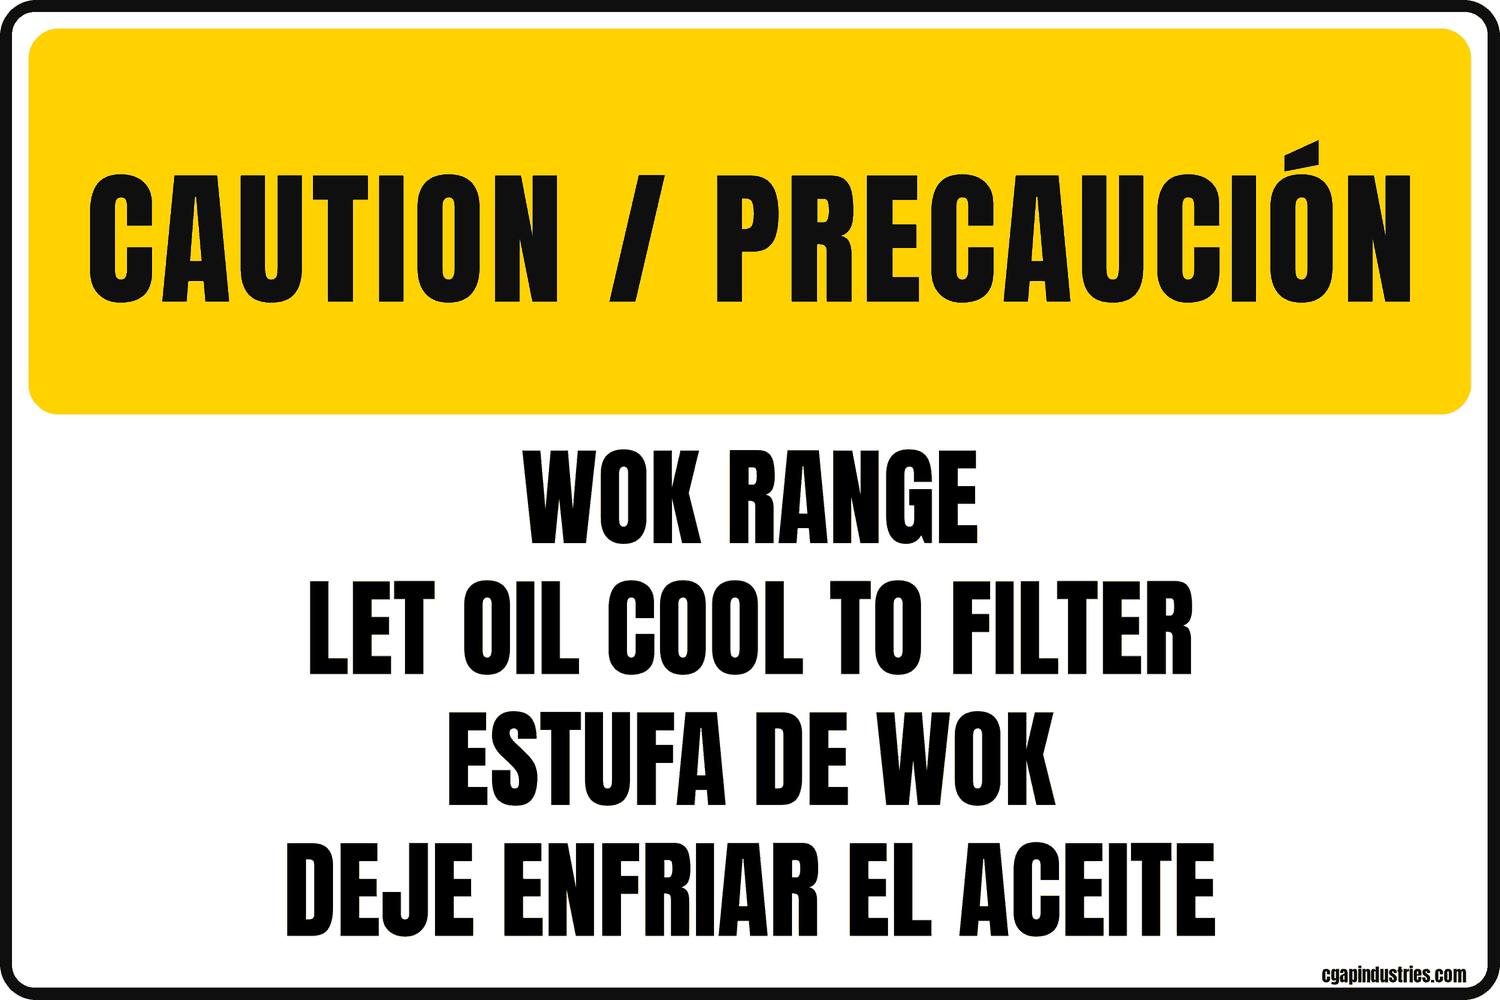 CAUTION / PRECAUCIÓN
WOK RANGE
LET OIL COOL TO FILTER
ESTUFA DE WOK
DEJE ENFRIAR EL ACEITE
cgapindustries.com